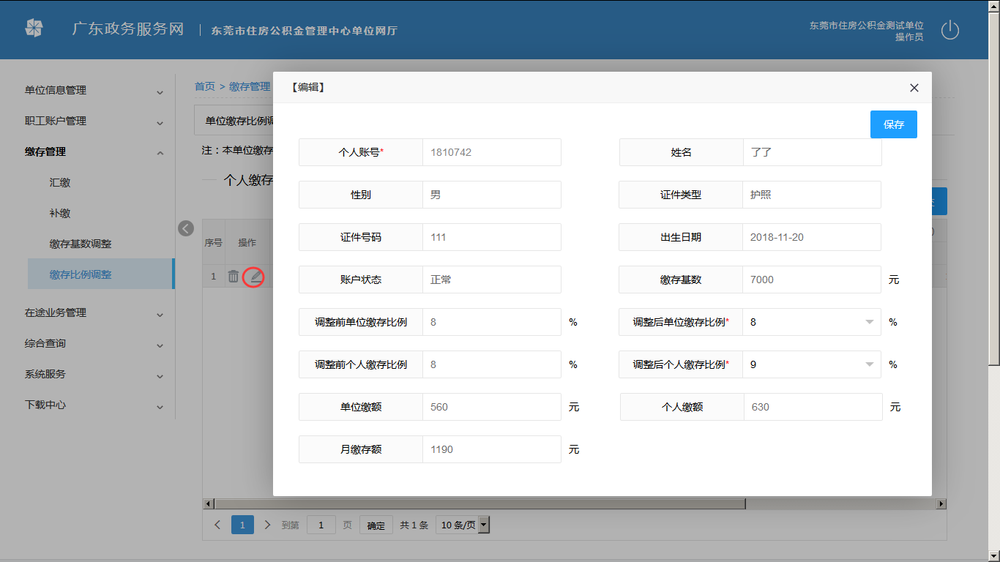 广东政务服务网 | 东莞市住房公积金管理中心单位网厅
东莞市住房公积金测试单位
操作员
单位信息管理
职工账户管理
缴存管理
汇缴
补缴
缴存基数调整
缴存比例调整
在途业务管理
综合查询
系统服务
下载中心
首页 > 缴存管理
单位缴存比例
注：本单位缴存
个人缴存
序号 操作
1
【编辑】
保存
个人账号* 1810742 姓名 了了
性别 男 证件类型 护照
证件号码 111 出生日期 2018-11-20
账户状态 正常 缴存基数 7000 元
调整前单位缴存比例 8 % 调整后单位缴存比例* 8 %
调整前个人缴存比例 8 % 调整后个人缴存比例* 9 %
单位缴额 560 元 个人缴额 630 元
月缴存额 1190 元
1 到第 1 页 确定 共 1 条 10 条/页